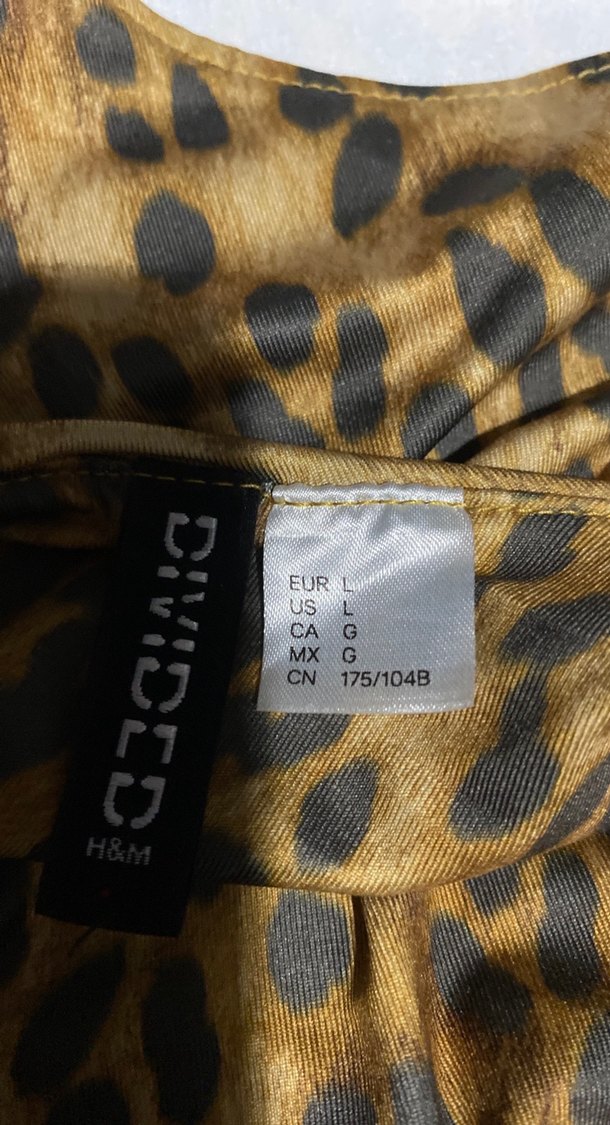 DIVIDED
H&M
EUR L
US L
CA G
MX G
CN 175/104B